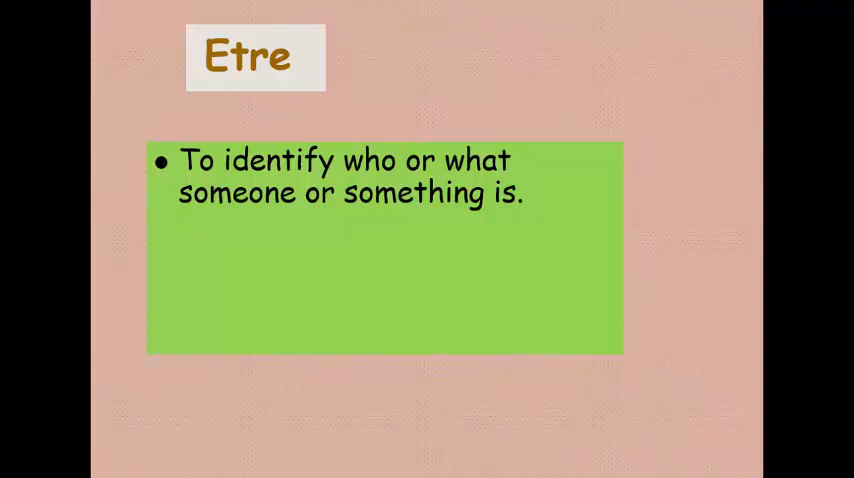 Etre
• To identify who or what
someone or something is.